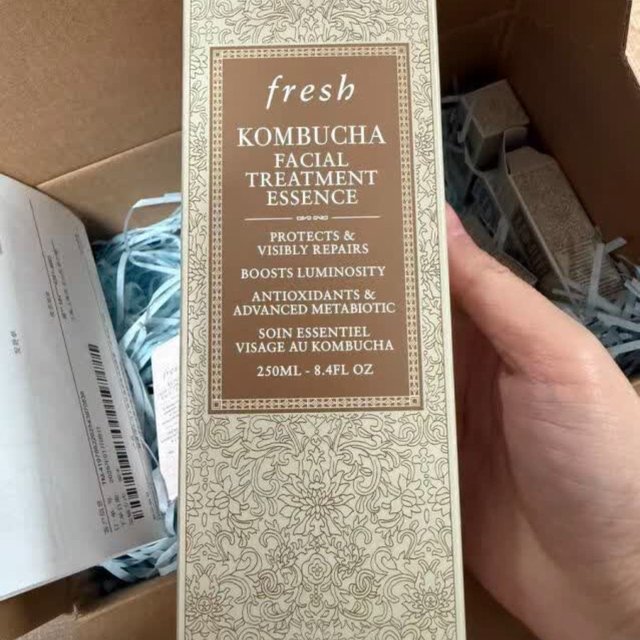 fresh
KOMBUCHA
FACIAL
TREATMENT
ESSENCE
PROTECTS &
VISIBLY REPAIRS
BOOSTS LUMINOSITY
ANTIOXIDANTS &
ADVANCED METABIOTIC
SOIN ESSENTIEL
VISAGE AU KOMBUCHA
250ML - 8.4FL OZ
fresh